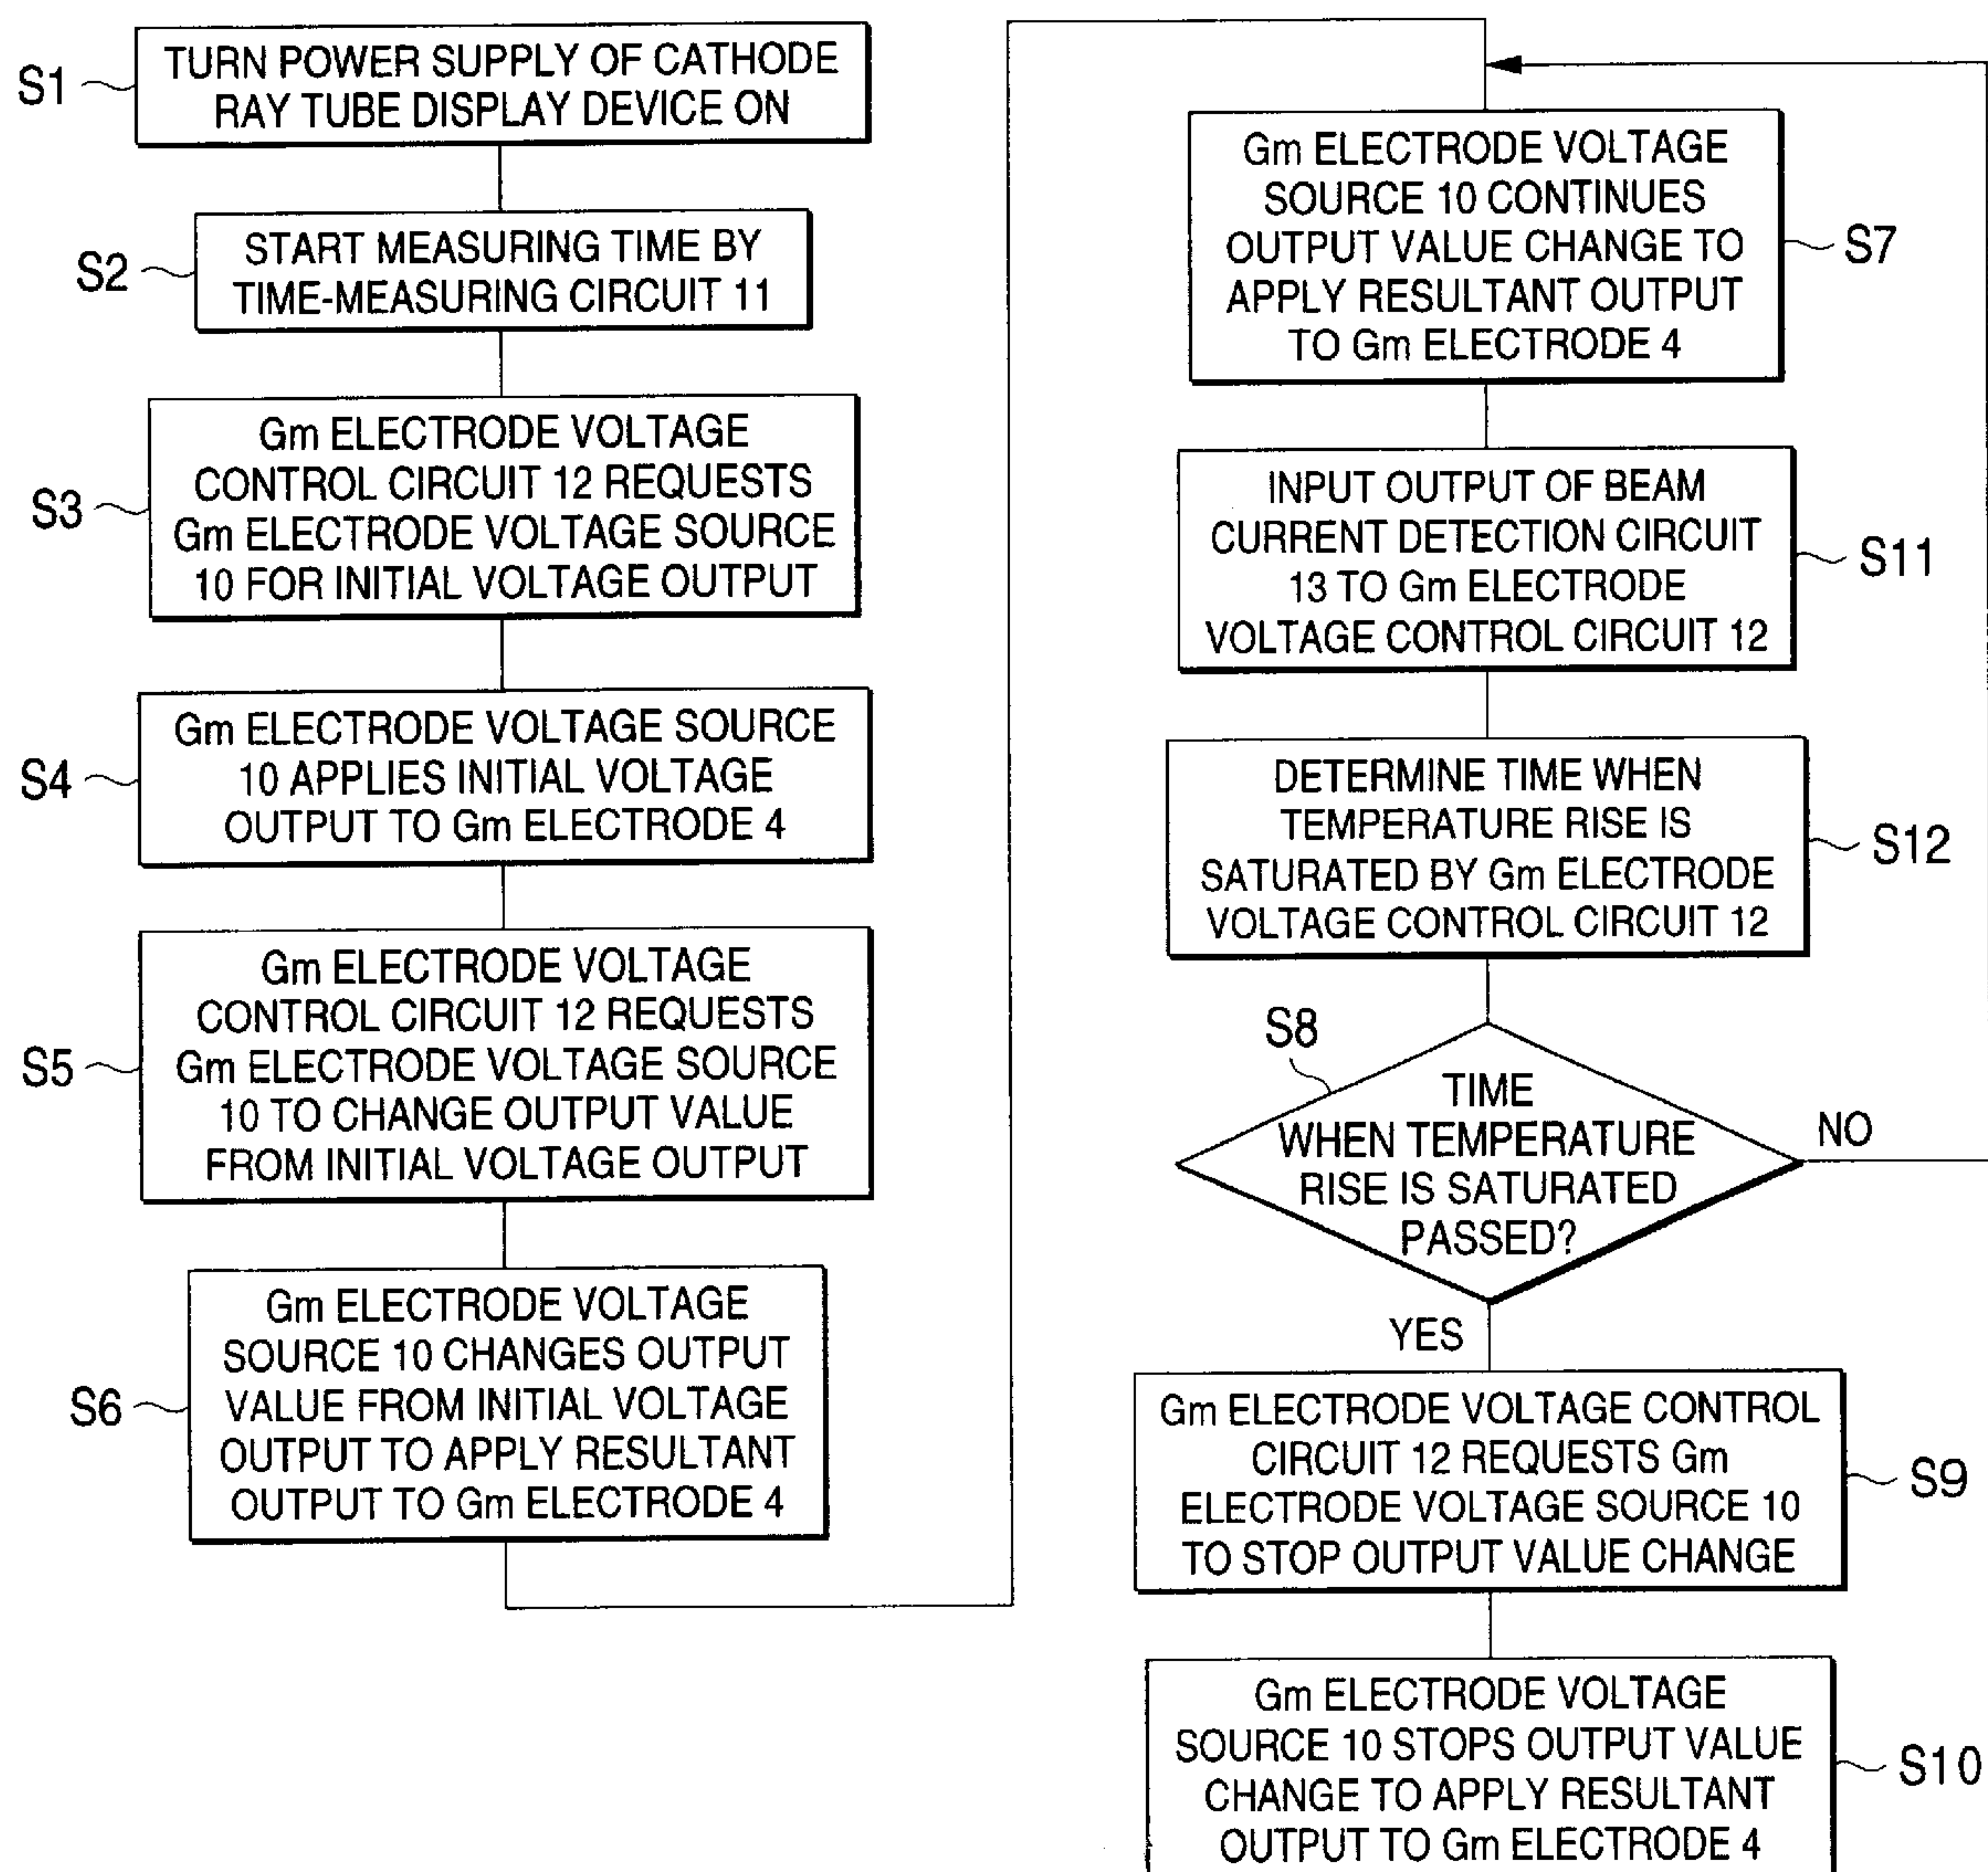 S1
TURN POWER SUPPLY OF CATHODE
RAY TUBE DISPLAY DEVICE ON
S2
START MEASURING TIME BY
TIME-MEASURING CIRCUIT 11
S3
Gm ELECTRODE VOLTAGE
CONTROL CIRCUIT 12 REQUESTS
Gm ELECTRODE VOLTAGE SOURCE
10 FOR INITIAL VOLTAGE OUTPUT
S4
Gm ELECTRODE VOLTAGE SOURCE
10 APPLIES INITIAL VOLTAGE
OUTPUT TO Gm ELECTRODE 4
S5
Gm ELECTRODE VOLTAGE
CONTROL CIRCUIT 12 REQUESTS
Gm ELECTRODE VOLTAGE SOURCE
10 TO CHANGE OUTPUT VALUE
FROM INITIAL VOLTAGE OUTPUT
S6
Gm ELECTRODE VOLTAGE
SOURCE 10 CHANGES OUTPUT
VALUE FROM INITIAL VOLTAGE
OUTPUT TO APPLY RESULTANT
OUTPUT TO Gm ELECTRODE 4
Gm ELECTRODE VOLTAGE
SOURCE 10 CONTINUES
OUTPUT VALUE CHANGE TO
APPLY RESULTANT OUTPUT
TO Gm ELECTRODE 4
S7
INPUT OUTPUT OF BEAM
CURRENT DETECTION CIRCUIT
13 TO Gm ELECTRODE
VOLTAGE CONTROL CIRCUIT 12
S11
DETERMINE TIME WHEN
TEMPERATURE RISE IS
SATURATED BY Gm ELECTRODE
VOLTAGE CONTROL CIRCUIT 12
S12
S8
TIME
WHEN TEMPERATURE
RISE IS SATURATED
PASSED?
NO
YES
Gm ELECTRODE VOLTAGE CONTROL
CIRCUIT 12 REQUESTS Gm
ELECTRODE VOLTAGE SOURCE 10
TO STOP OUTPUT VALUE CHANGE
S9
Gm ELECTRODE VOLTAGE
SOURCE 10 STOPS OUTPUT VALUE
CHANGE TO APPLY RESULTANT
OUTPUT TO Gm ELECTRODE 4
S10